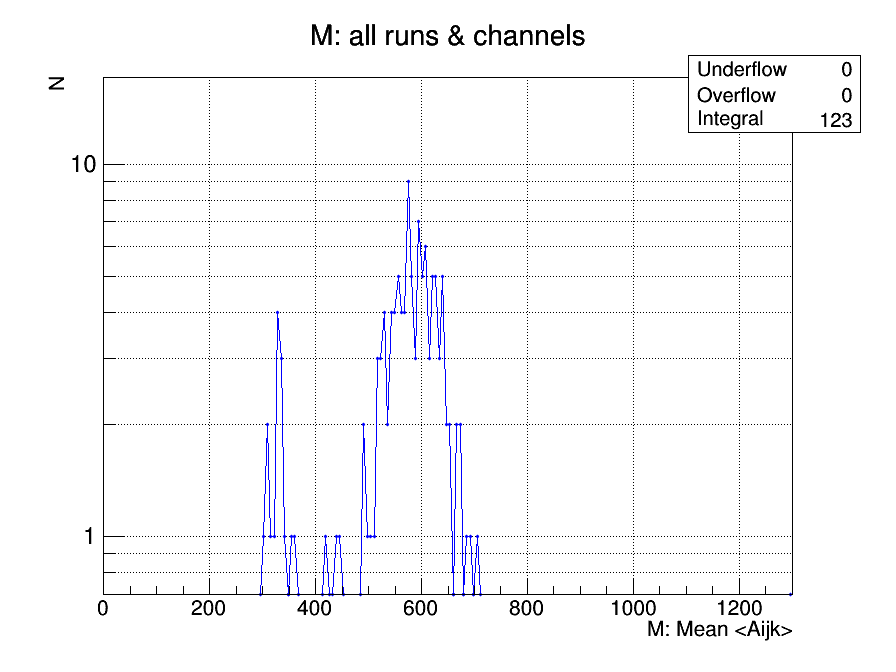 M: all runs & channels
N
Underflow 0
Overflow 0
Integral 123
10
1
0 200 400 600 800 1000 1200
M: Mean <Aijk>